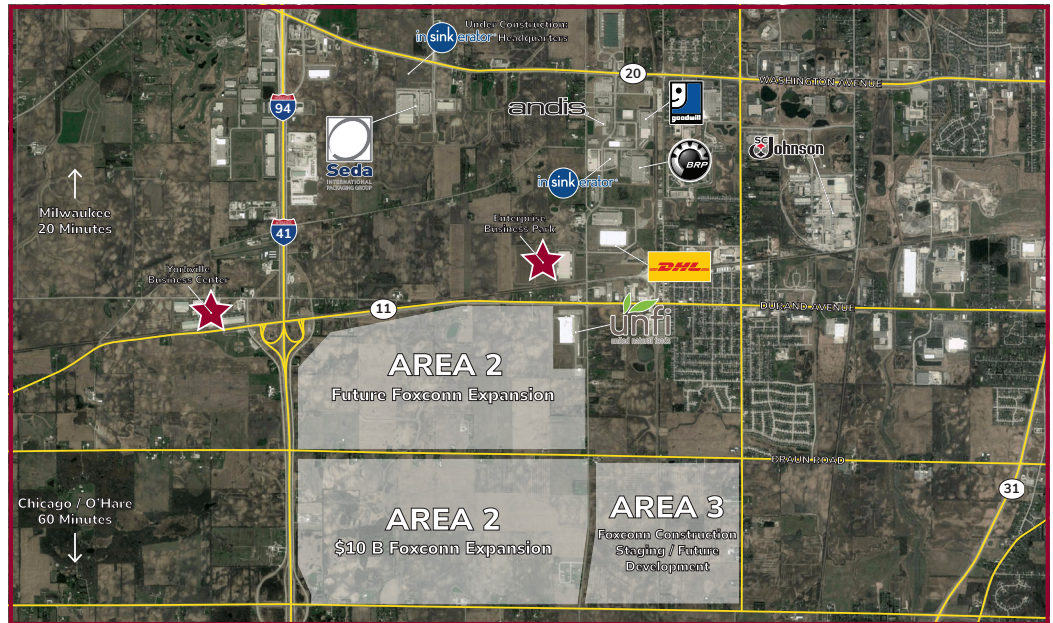 Under Construction:
Headquarters
insinkerator
20
WASHINGTON AVENUE
94
andis
goodwill
Seda
INTERNATIONAL
PACKAGING GROUP
SC Johnson
BRP
insinkerator
Milwaukee
20 Minutes
41
Enterprise
Business Park
DHL
Yorkville
Business Center
11
DURAND AVENUE
unfi
united natural foods
AREA 2
Future Foxconn Expansion
BRAUN ROAD
31
Chicago / O'Hare
60 Minutes
AREA 2
$10 B Foxconn Expansion
AREA 3
Foxconn Construction
Staging / Future
Development